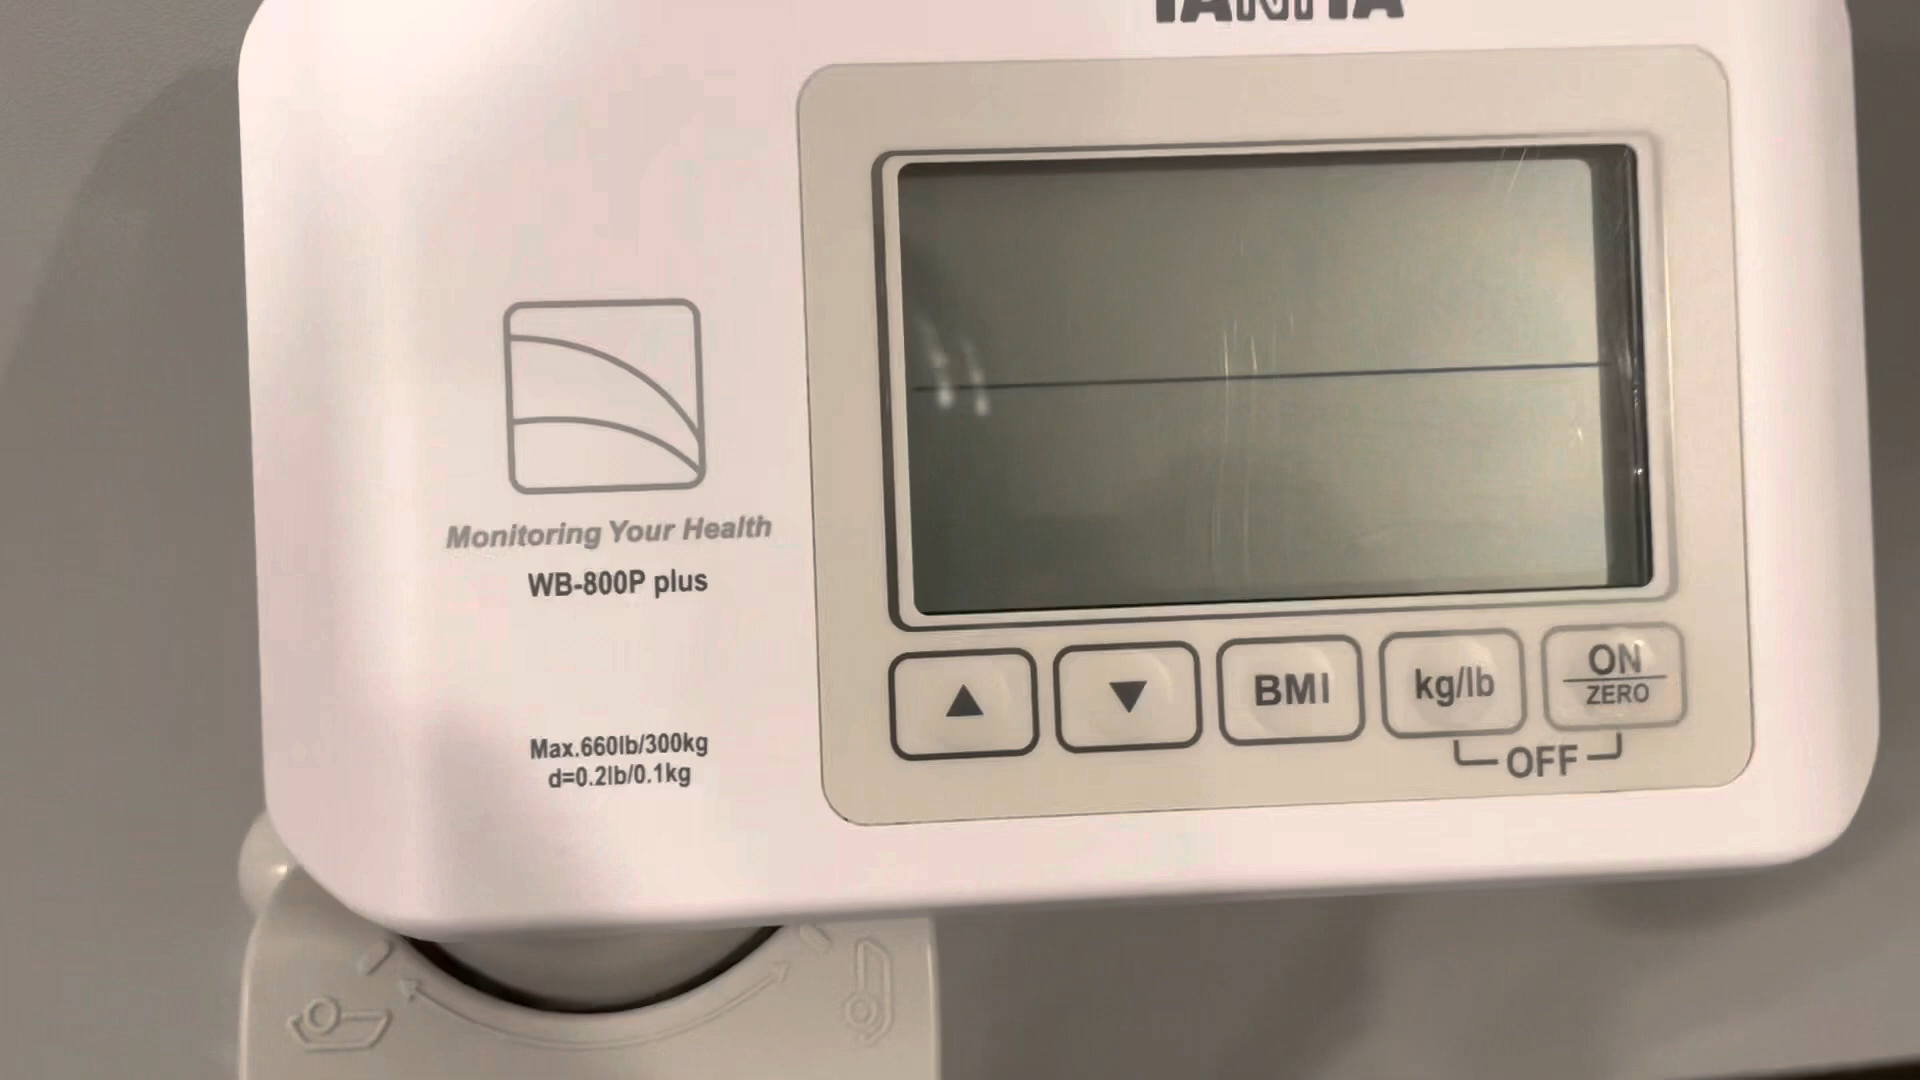 TANITA
Monitoring Your Health
WB-800P plus
Max.660lb/300kg
d=0.2lb/0.1kg
▲ ▼ BMI kg/lb ON
ZERO
OFF